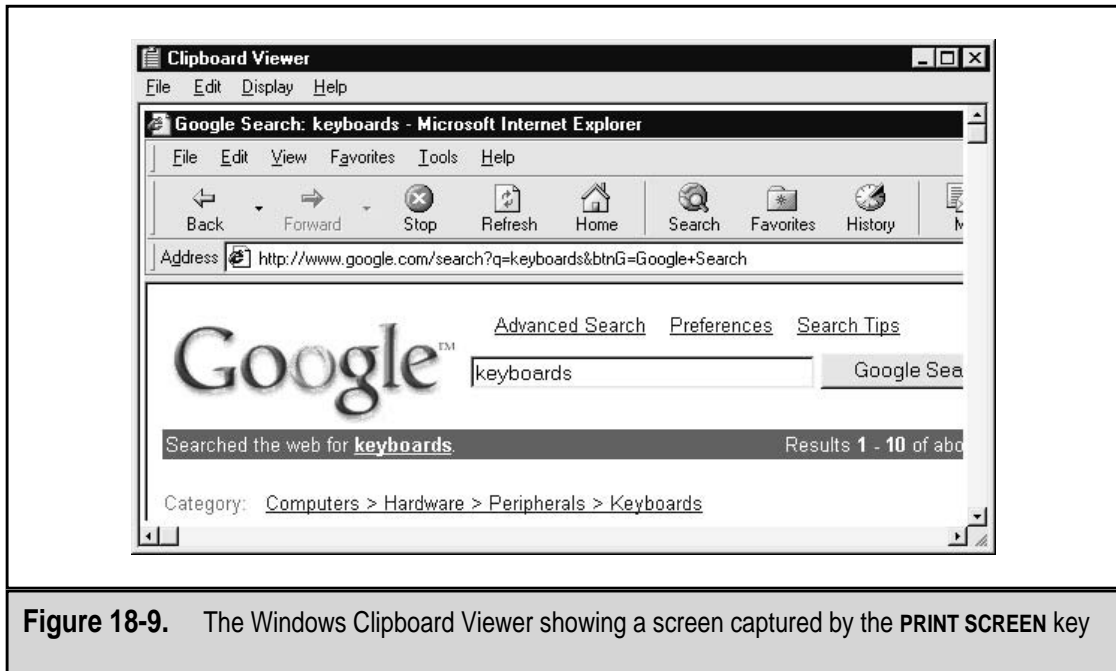 Clipboard Viewer
File Edit Display Help
Google Search: keyboards - Microsoft Internet Explorer
File Edit View Favorites Tools Help
Back Forward Stop Refresh Home Search Favorites History M
Address http://www.google.com/search?q=keyboards&btnG=Google+Search
Advanced Search Preferences Search Tips
Google™
keyboards Google Sea
Searched the web for keyboards. Results 1 - 10 of abo
Category: Computers > Hardware > Peripherals > Keyboards
Figure 18-9. The Windows Clipboard Viewer showing a screen captured by the PRINT SCREEN key